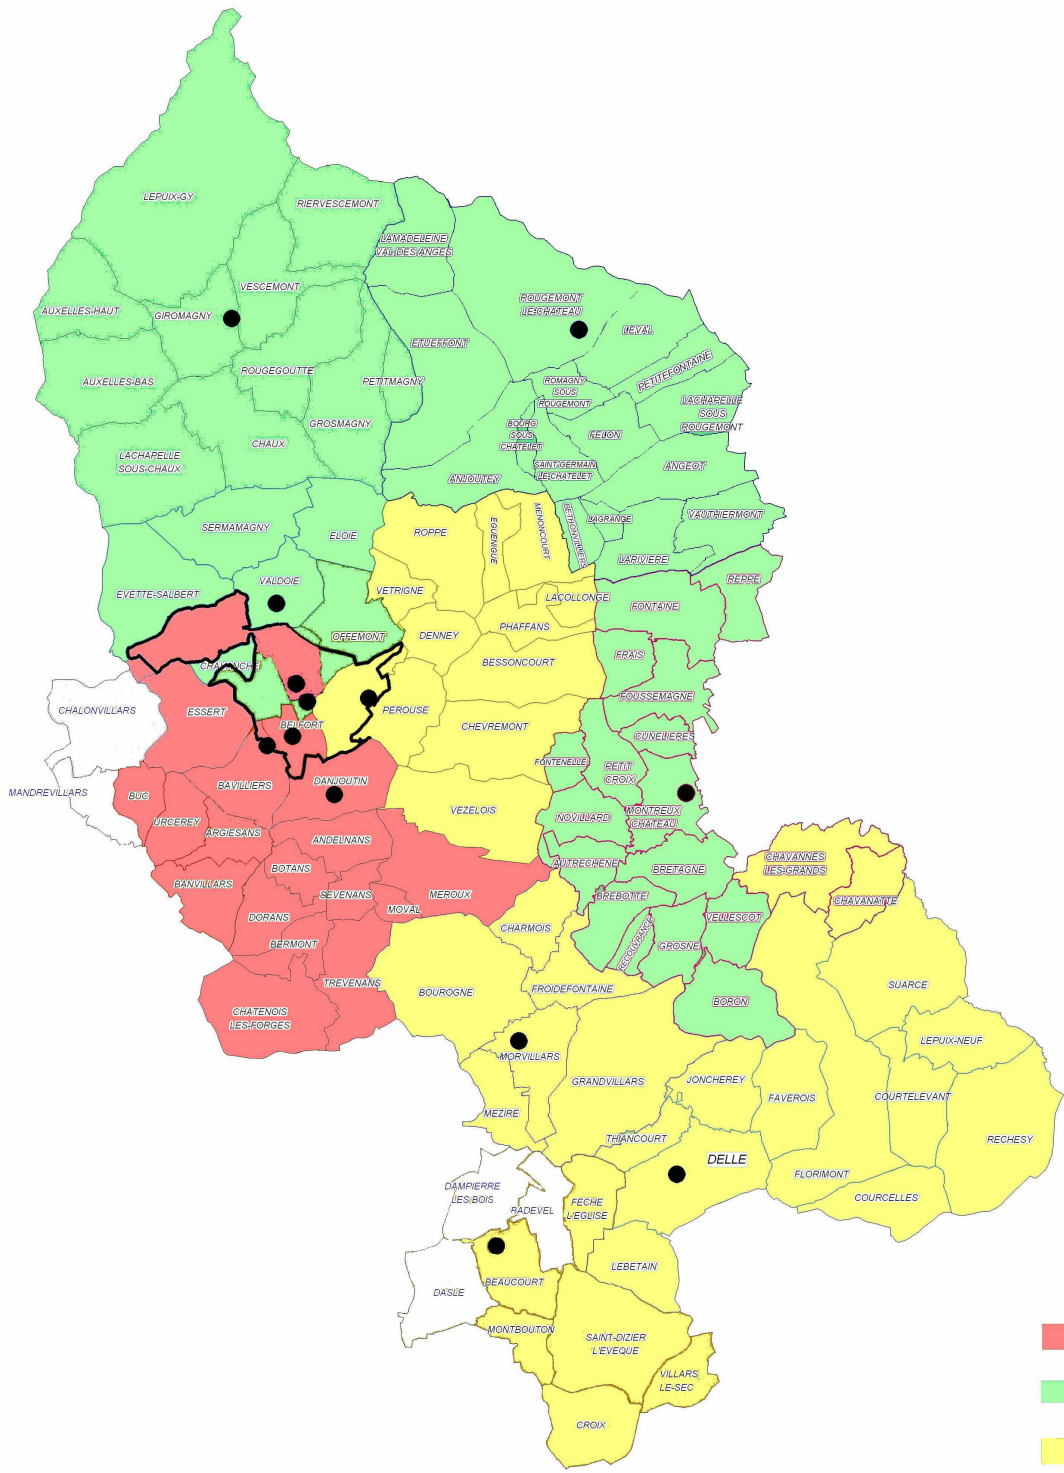 LEPUIX-GY
RIERVESCEMONT
LAMADELEINE
VAL-DES-ANGES
VESCEMONT
ROUGEMONT
LE-CHATEAU
AUXELLES-HAUT
GIROMAGNY
LEVAL
ETUEFFONT
PETITEFONTAINE
ROUGEGOUTTE
AUXELLES-BAS
PETITMAGNY
ROMAGNY
SOUS
ROUGEMONT
LACHAPELLE
SOUS
ROUGEMONT
GROSMAGNY
BOURG
SOUS
CHATELET
FELON
CHAUX
LACHAPELLE
SOUS-CHAUX
SAINT-GERMAIN
LE-CHATELET
ANGEOT
ANJOUTEY
SERMAMAGNY
ELOIE
ROPPE
EGUENIGUE
MENONCOURT
BETHONVILLIERS
LAGRANGE
VAUTHIERMONT
LARIVIERE
REPPE
VALDOIE
EVETTE-SALBERT
VETRIGNE
LACOLLONGE
FONTAINE
PHAFFANS
OFFEMONT
DENNEY
BESSONCOURT
FRAIS
CRAVANCHE
FOUSSEMAGNE
CHALONVILLARS
ESSERT
PEROUSE
BELFORT
CHEVREMONT
CUNELIERES
FONTENELLE
PETIT
CROIX
MANDREVILLARS
BUC
BAVILLIERS
DANJOUTIN
VEZELOIS
MONTREUX
CHATEAU
NOVILLARD
URCEREY
ARGIESANS
ANDELNANS
AUTRECHENE
BRETAGNE
CHAVANNES
LES-GRANDS
BOTANS
BANVILLARS
SEVENANS
MEROUX
MOVAL
BREBOTTE
CHAVANATTE
DORANS
VELLESCOT
CHARMOIS
RECOUVRANCE
GROSNE
BERMONT
TREVENANS
BOUROGNE
FROIDEFONTAINE
SUARCE
BORON
CHATENOIS
LES-FORGES
LEPUIX-NEUF
MORVILLARS
GRANDVILLARS
JONCHEREY
FAVEROIS
COURTELEVANT
MEZIRE
THIANCOURT
RECHESY
DELLE
FLORIMONT
COURCELLES
DAMPIERRE
LES BOIS
BADEVEL
FECHE
L'EGLISE
LEBETAIN
BEAUCOURT
DASLE
MONTBOUTON
SAINT-DIZIER
L'EVEQUE
VILLARS
LE-SEC
CROIX